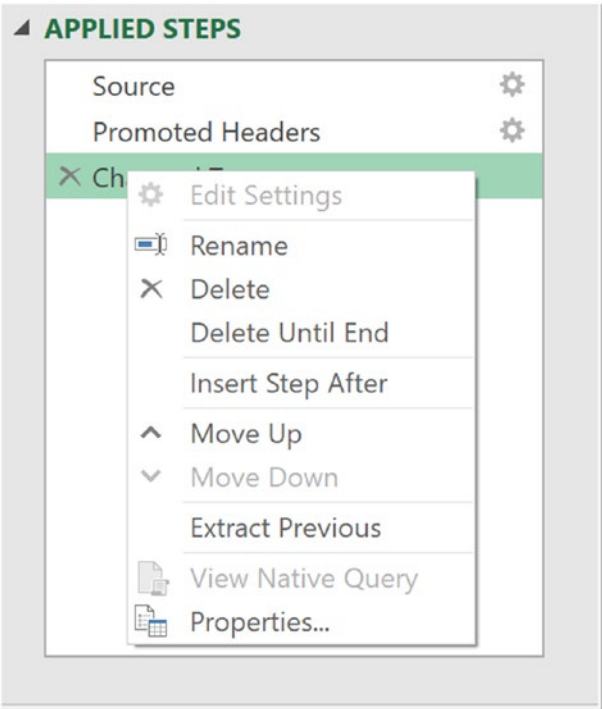 APPLIED STEPS
Source
Promoted Headers
Edit Settings
Rename
Delete
Delete Until End
Insert Step After
Move Up
Move Down
Extract Previous
View Native Query
Properties...